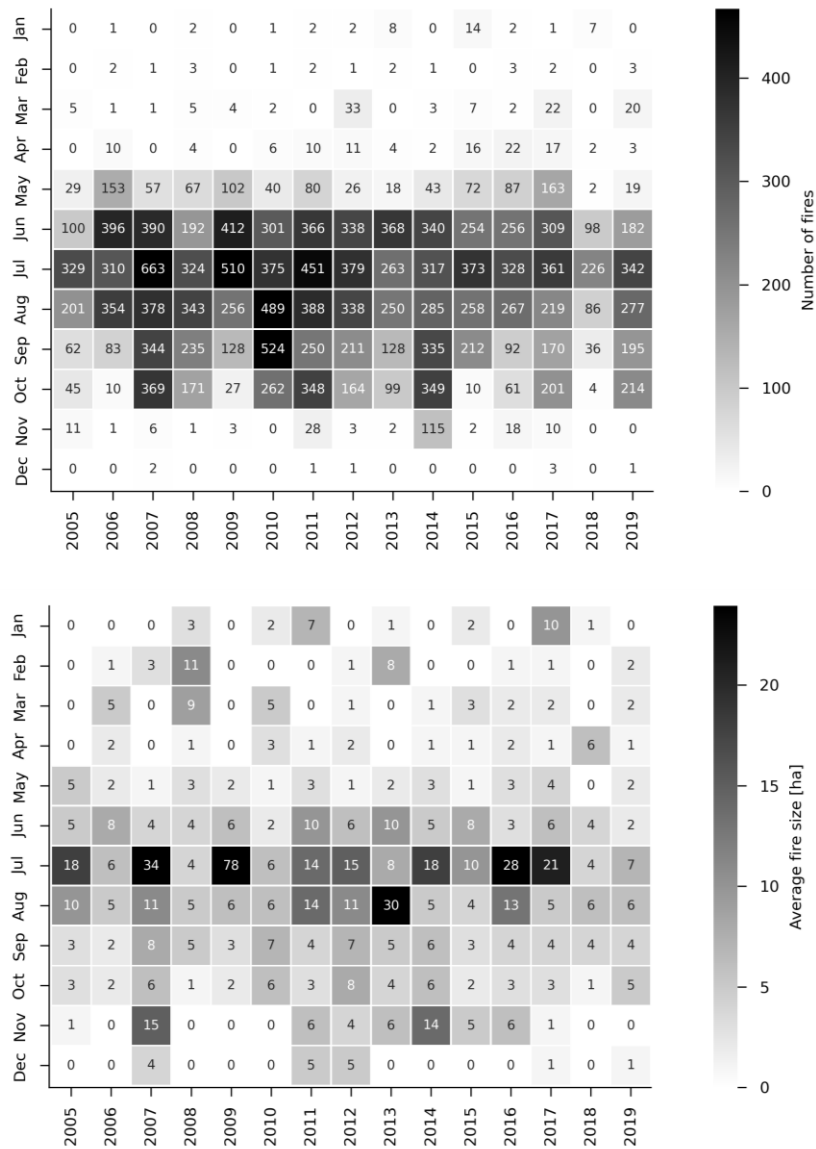 Jan 0 1 0 2 0 1 2 2 8 0 14 2 1 7 0
Feb 0 2 1 3 0 1 2 1 2 1 0 3 2 0 3
Mar 5 1 1 5 4 2 0 33 0 3 7 2 22 0 20
Apr 0 10 0 4 0 6 10 11 4 2 16 22 17 2 3
May 29 153 57 67 102 40 80 26 18 43 72 87 163 2 19
Jun 100 396 390 192 412 301 366 338 368 340 254 256 309 98 182
Jul 329 310 663 324 510 375 451 379 263 317 373 328 361 226 342
Aug 201 354 378 343 256 489 388 338 250 285 258 267 219 86 277
Sep 62 83 344 235 128 524 250 211 128 335 212 92 170 36 195
Oct 45 10 369 171 27 262 348 164 99 349 10 61 201 4 214
Nov 11 1 6 1 3 0 28 3 2 115 2 18 10 0 0
Dec 0 0 2 0 0 0 1 1 0 0 0 0 3 0 1
2005 2006 2007 2008 2009 2010 2011 2012 2013 2014 2015 2016 2017 2018 2019
400
300
200
100
0
Number of fires
Jan 0 0 0 3 0 2 7 0 1 0 2 0 10 1 0
Feb 0 1 3 11 0 0 0 1 8 0 0 1 1 0 2
Mar 0 5 0 9 0 5 0 1 0 1 3 2 2 0 2
Apr 0 2 0 1 0 3 1 2 0 1 1 2 1 6 1
May 5 2 1 3 2 1 3 1 2 3 1 3 4 0 2
Jun 5 8 4 4 6 2 10 6 10 5 8 3 6 4 2
Jul 18 6 34 4 78 6 14 15 8 18 10 28 21 4 7
Aug 10 5 11 5 6 6 14 11 30 5 4 13 5 6 6
Sep 3 2 8 5 3 7 4 7 5 6 3 4 4 4 4
Oct 3 2 6 1 2 6 3 8 4 6 2 3 3 1 5
Nov 1 0 15 0 0 0 6 4 6 14 5 6 1 0 0
Dec 0 0 4 0 0 0 5 5 0 0 0 0 1 0 1
2005 2006 2007 2008 2009 2010 2011 2012 2013 2014 2015 2016 2017 2018 2019
20
15
10
5
0
Average fire size [ha]